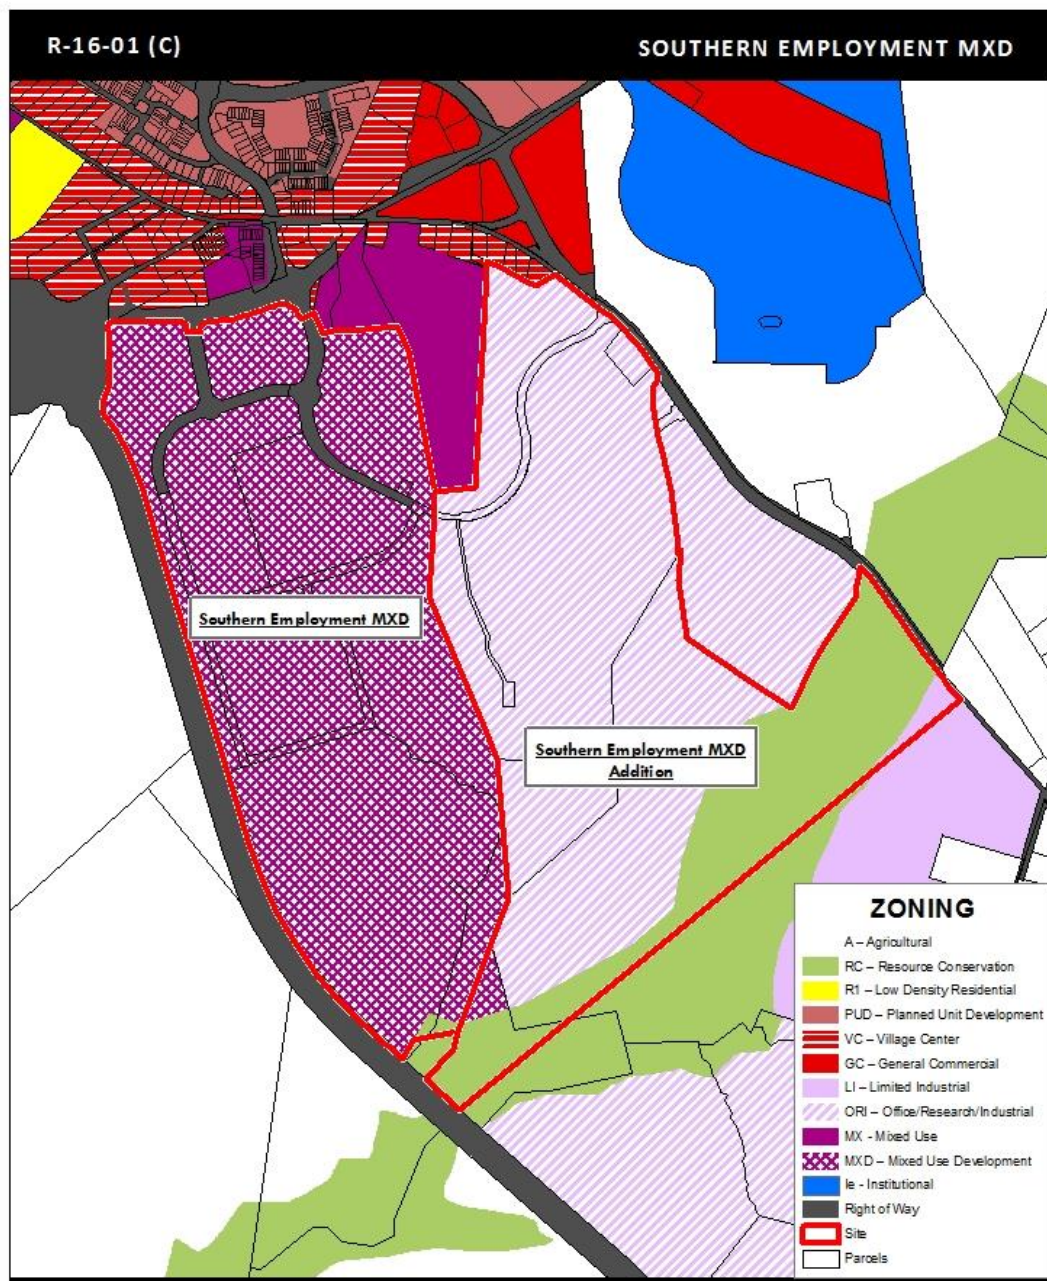 R-16-01 (C)
SOUTHERN EMPLOYMENT MXD
Southern Employment MXD
Southern Employment MXD
Addition
ZONING
A – Agricultural
RC – Resource Conservation
R1 – Low Density Residential
PUD – Planned Unit Development
VC – Village Center
GC – General Commercial
LI – Limited Industrial
ORI – Office/Research/Industrial
MX - Mixed Use
MXD – Mixed Use Development
Ie - Institutional
Right of Way
Site
Parcels